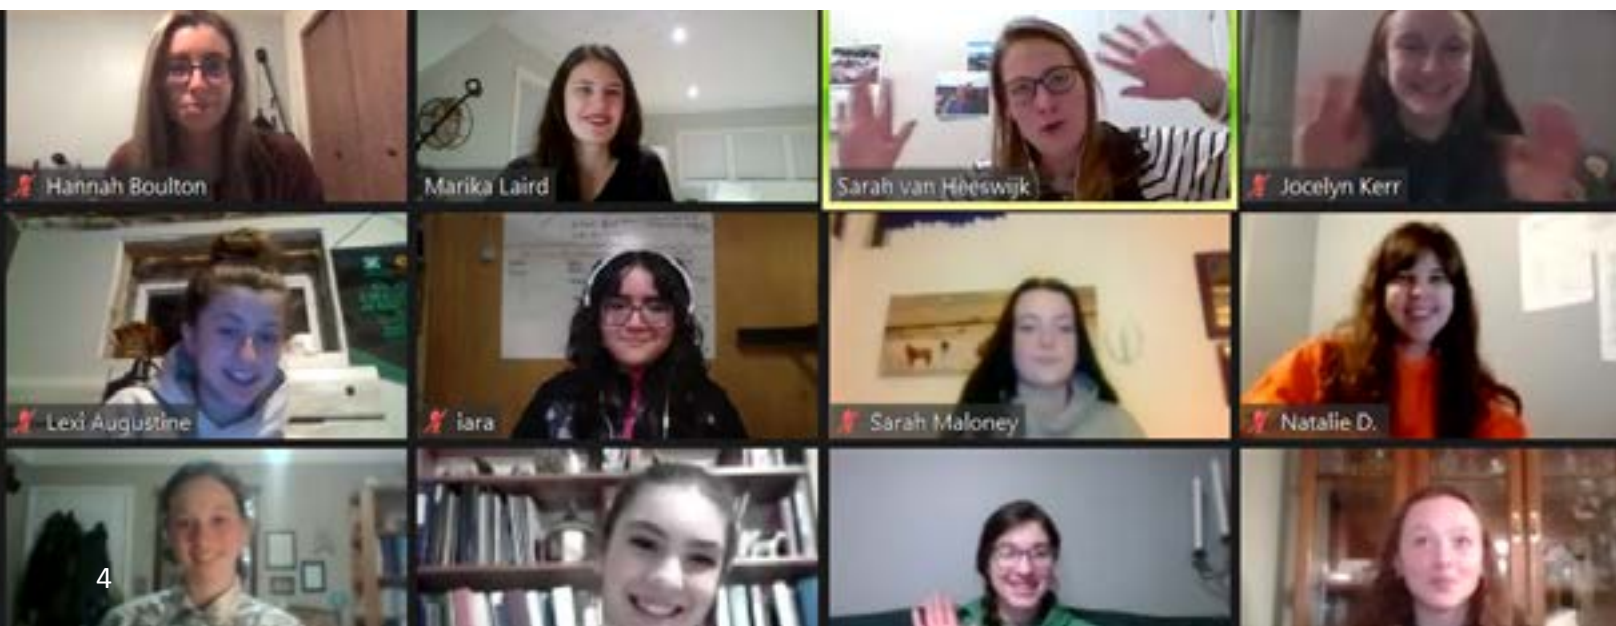 Hannah Boulton
Marika Laird
Sarah van Heeswijk
Jocelyn Kerr
Lexi Augustine
iara
Sarah Maloney
Natalie D.
4